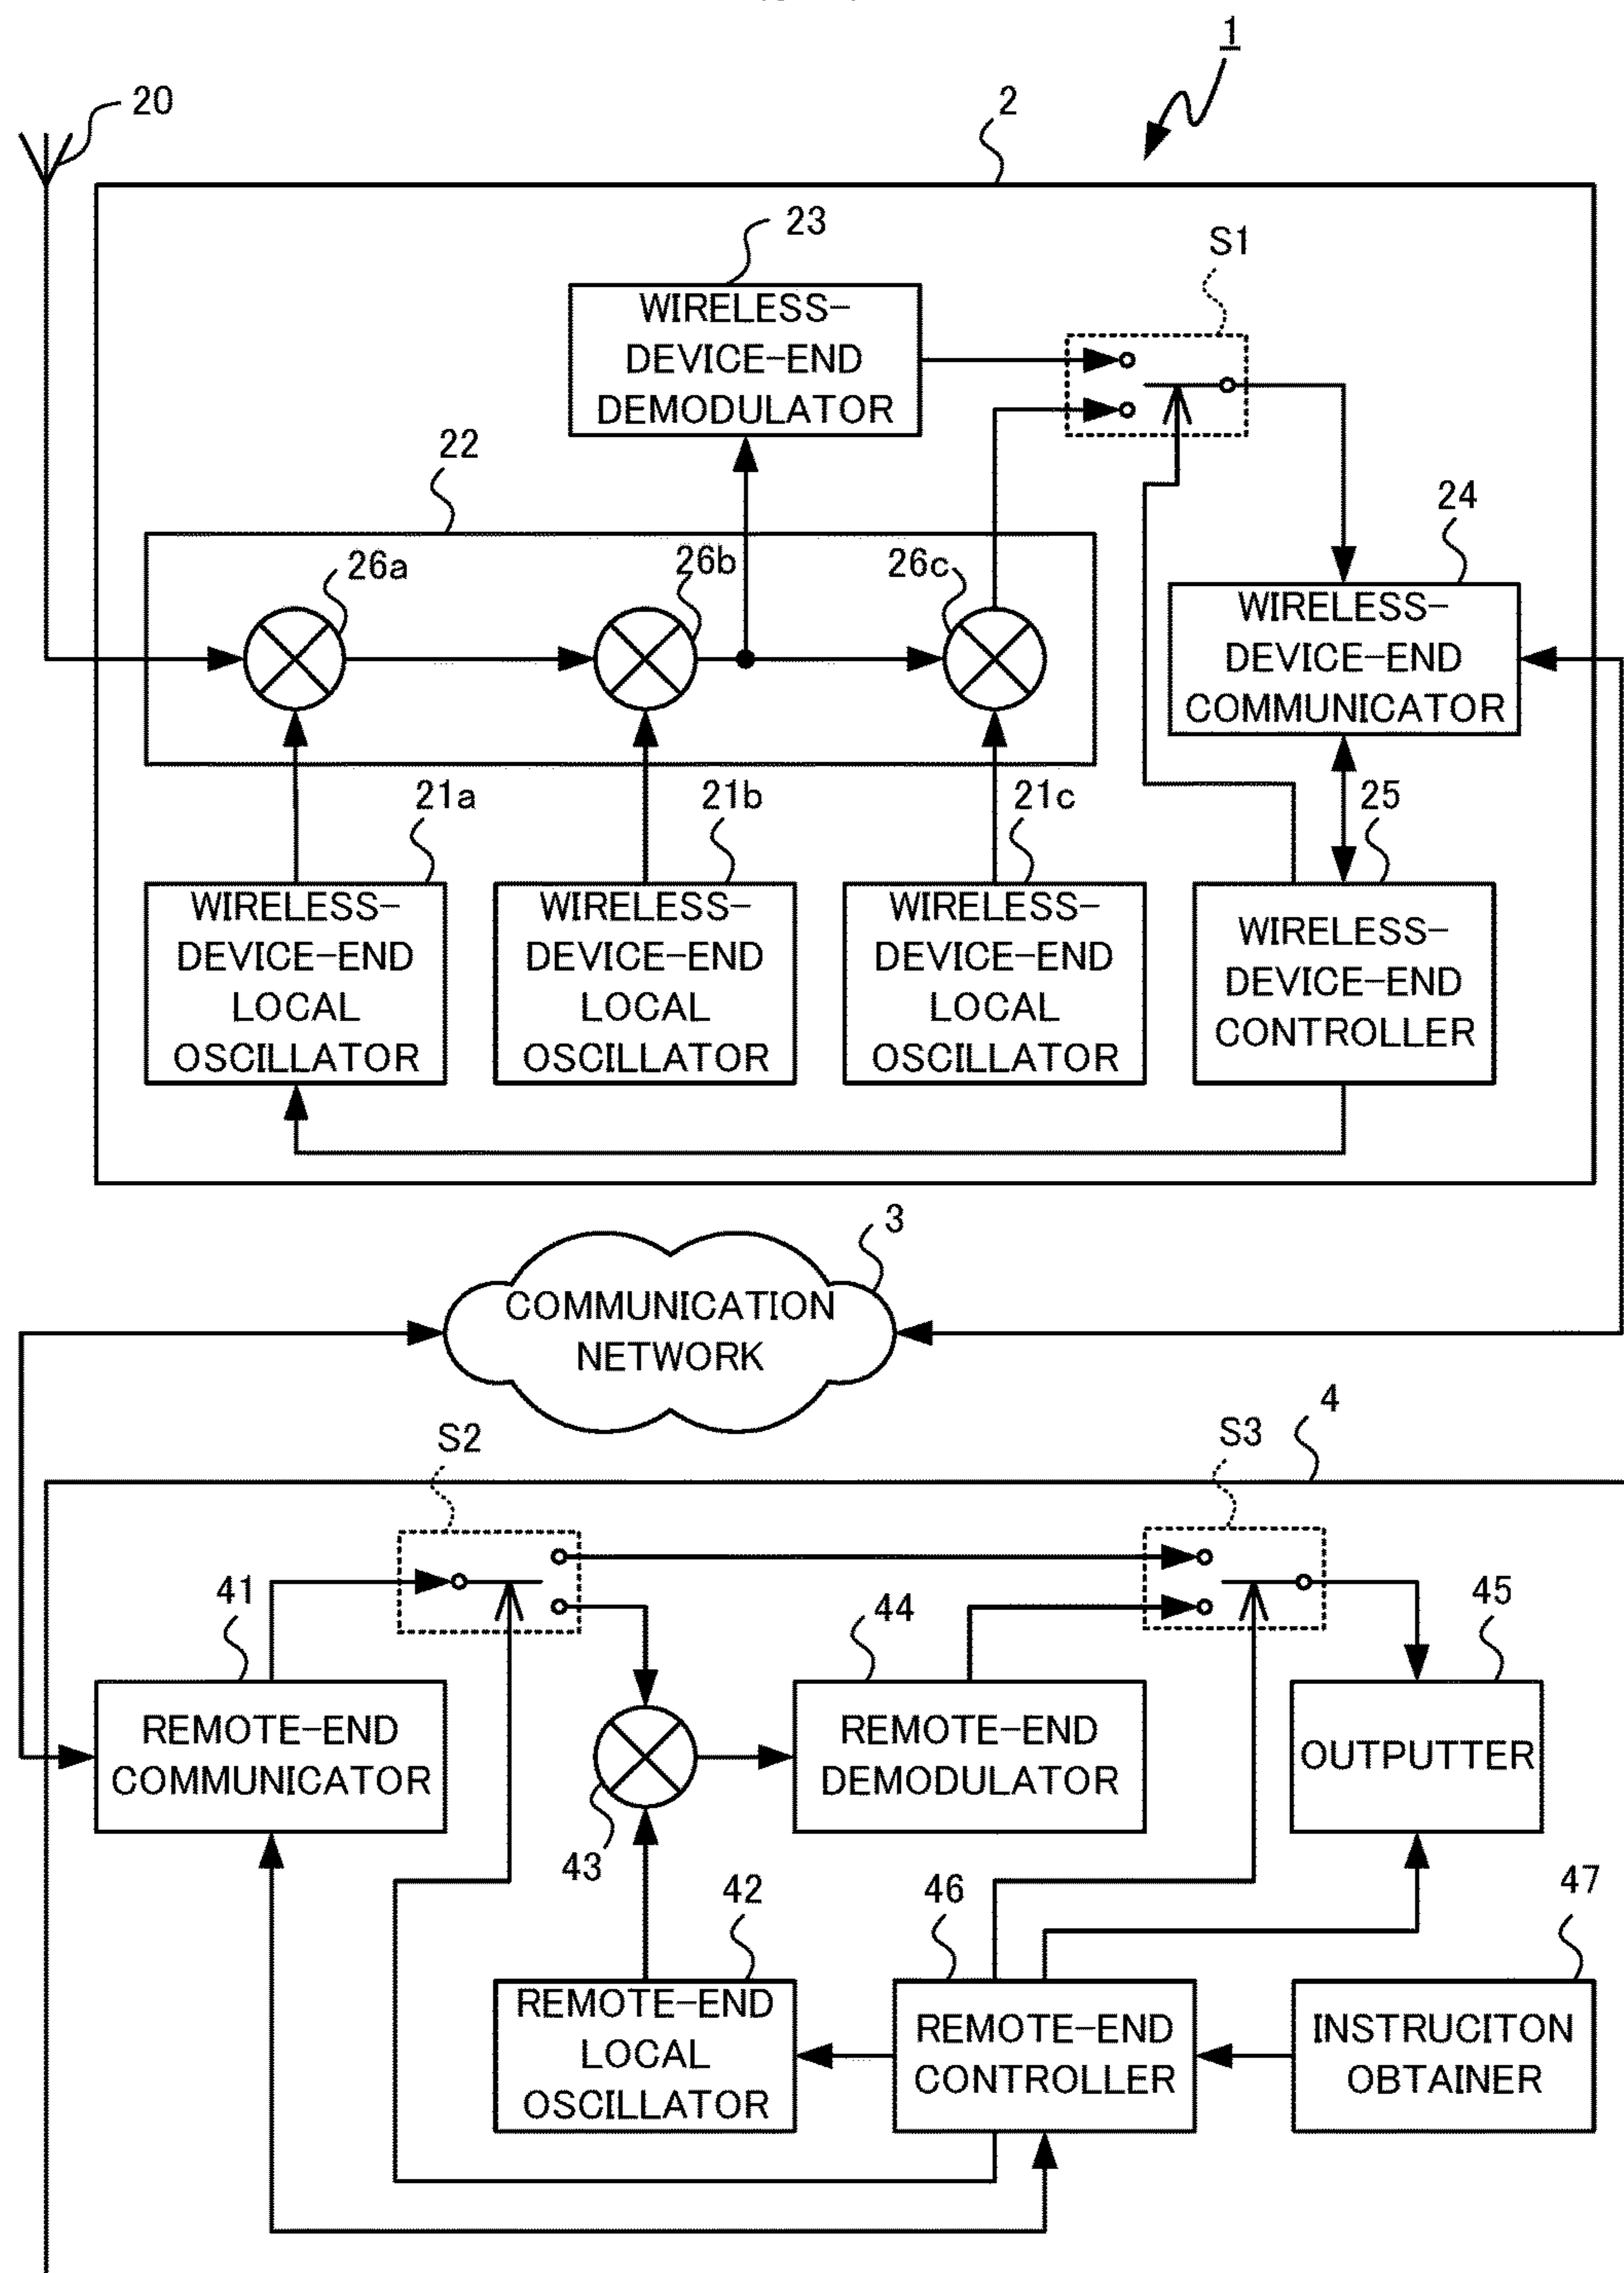 1
20
2
23
S1
WIRELESS-
DEVICE-END
DEMODULATOR
22
24
26a
26b
26c
WIRELESS-
DEVICE-END
COMMUNICATOR
21a
21b
21c
25
WIRELESS-
DEVICE-END
LOCAL
OSCILLATOR
WIRELESS-
DEVICE-END
LOCAL
OSCILLATOR
WIRELESS-
DEVICE-END
LOCAL
OSCILLATOR
WIRELESS-
DEVICE-END
CONTROLLER
3
COMMUNICATION
NETWORK
4
S2
S3
41
44
45
REMOTE-END
COMMUNICATOR
REMOTE-END
DEMODULATOR
OUTPUTTER
43
42
46
47
REMOTE-END
LOCAL
OSCILLATOR
REMOTE-END
CONTROLLER
INSTRUCITON
OBTAINER